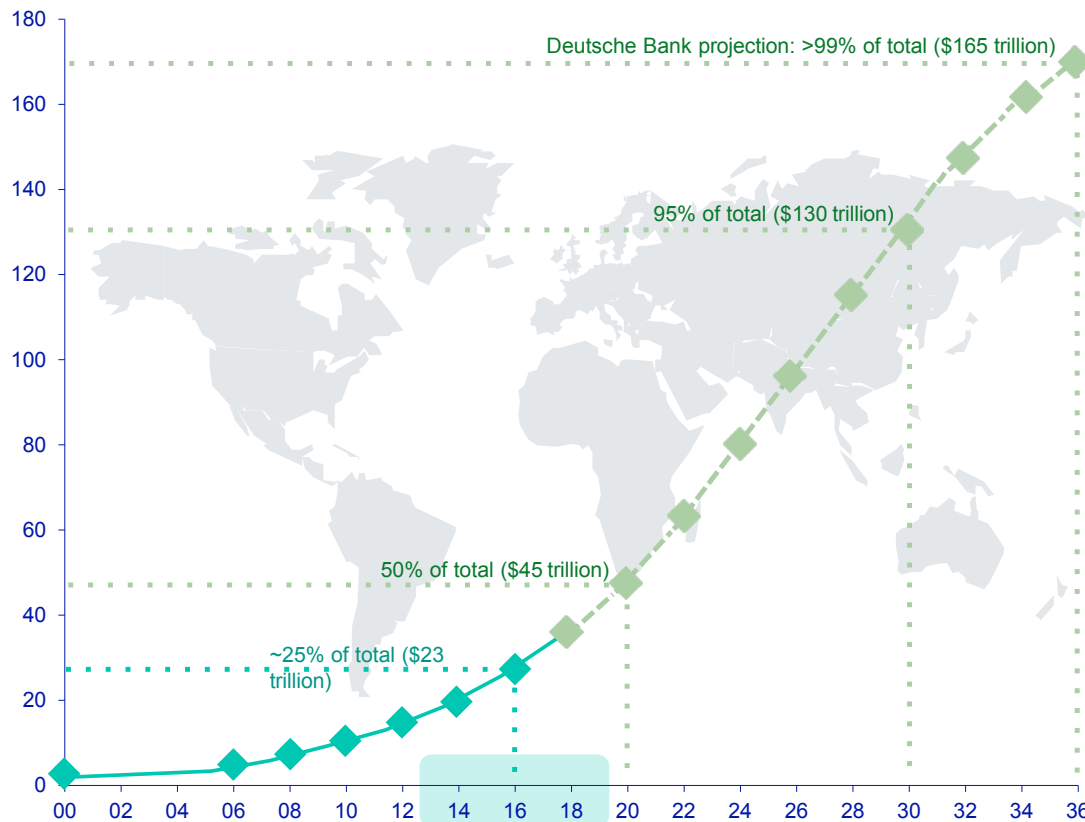 180
Deutsche Bank projection: >99% of total ($165 trillion)
160
140
95% of total ($130 trillion)
120
100
80
60
50% of total ($45 trillion)
40
~25% of total ($23
trillion)
20
0
00 02 04 06 08 10 12 14 16 18 20 22 24 26 28 30 32 34 36